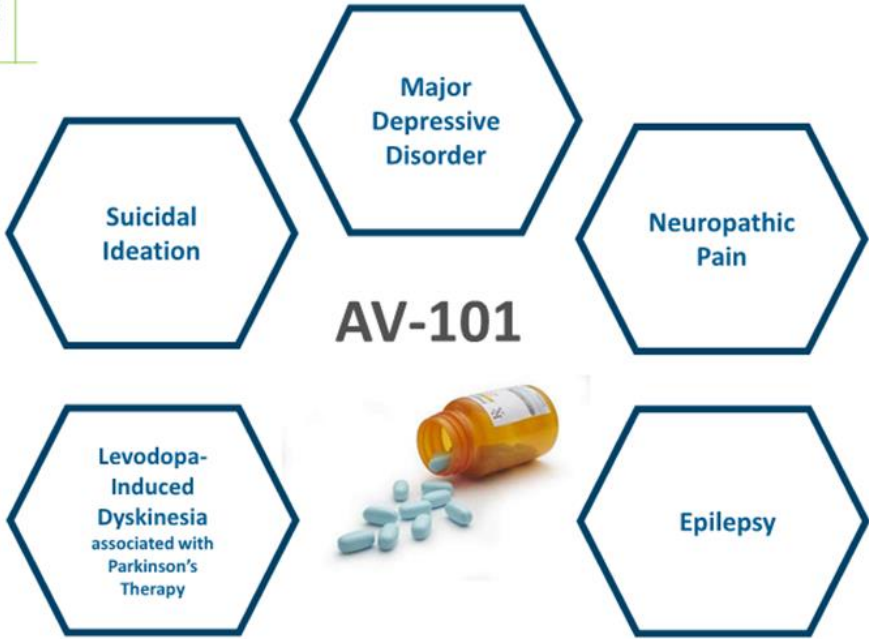 Major
Depressive
Disorder
Suicidal
Ideation
Neuropathic
Pain
AV-101
Levodopa-
Induced
Dyskinesia
associated with
Parkinson's
Therapy
Epilepsy